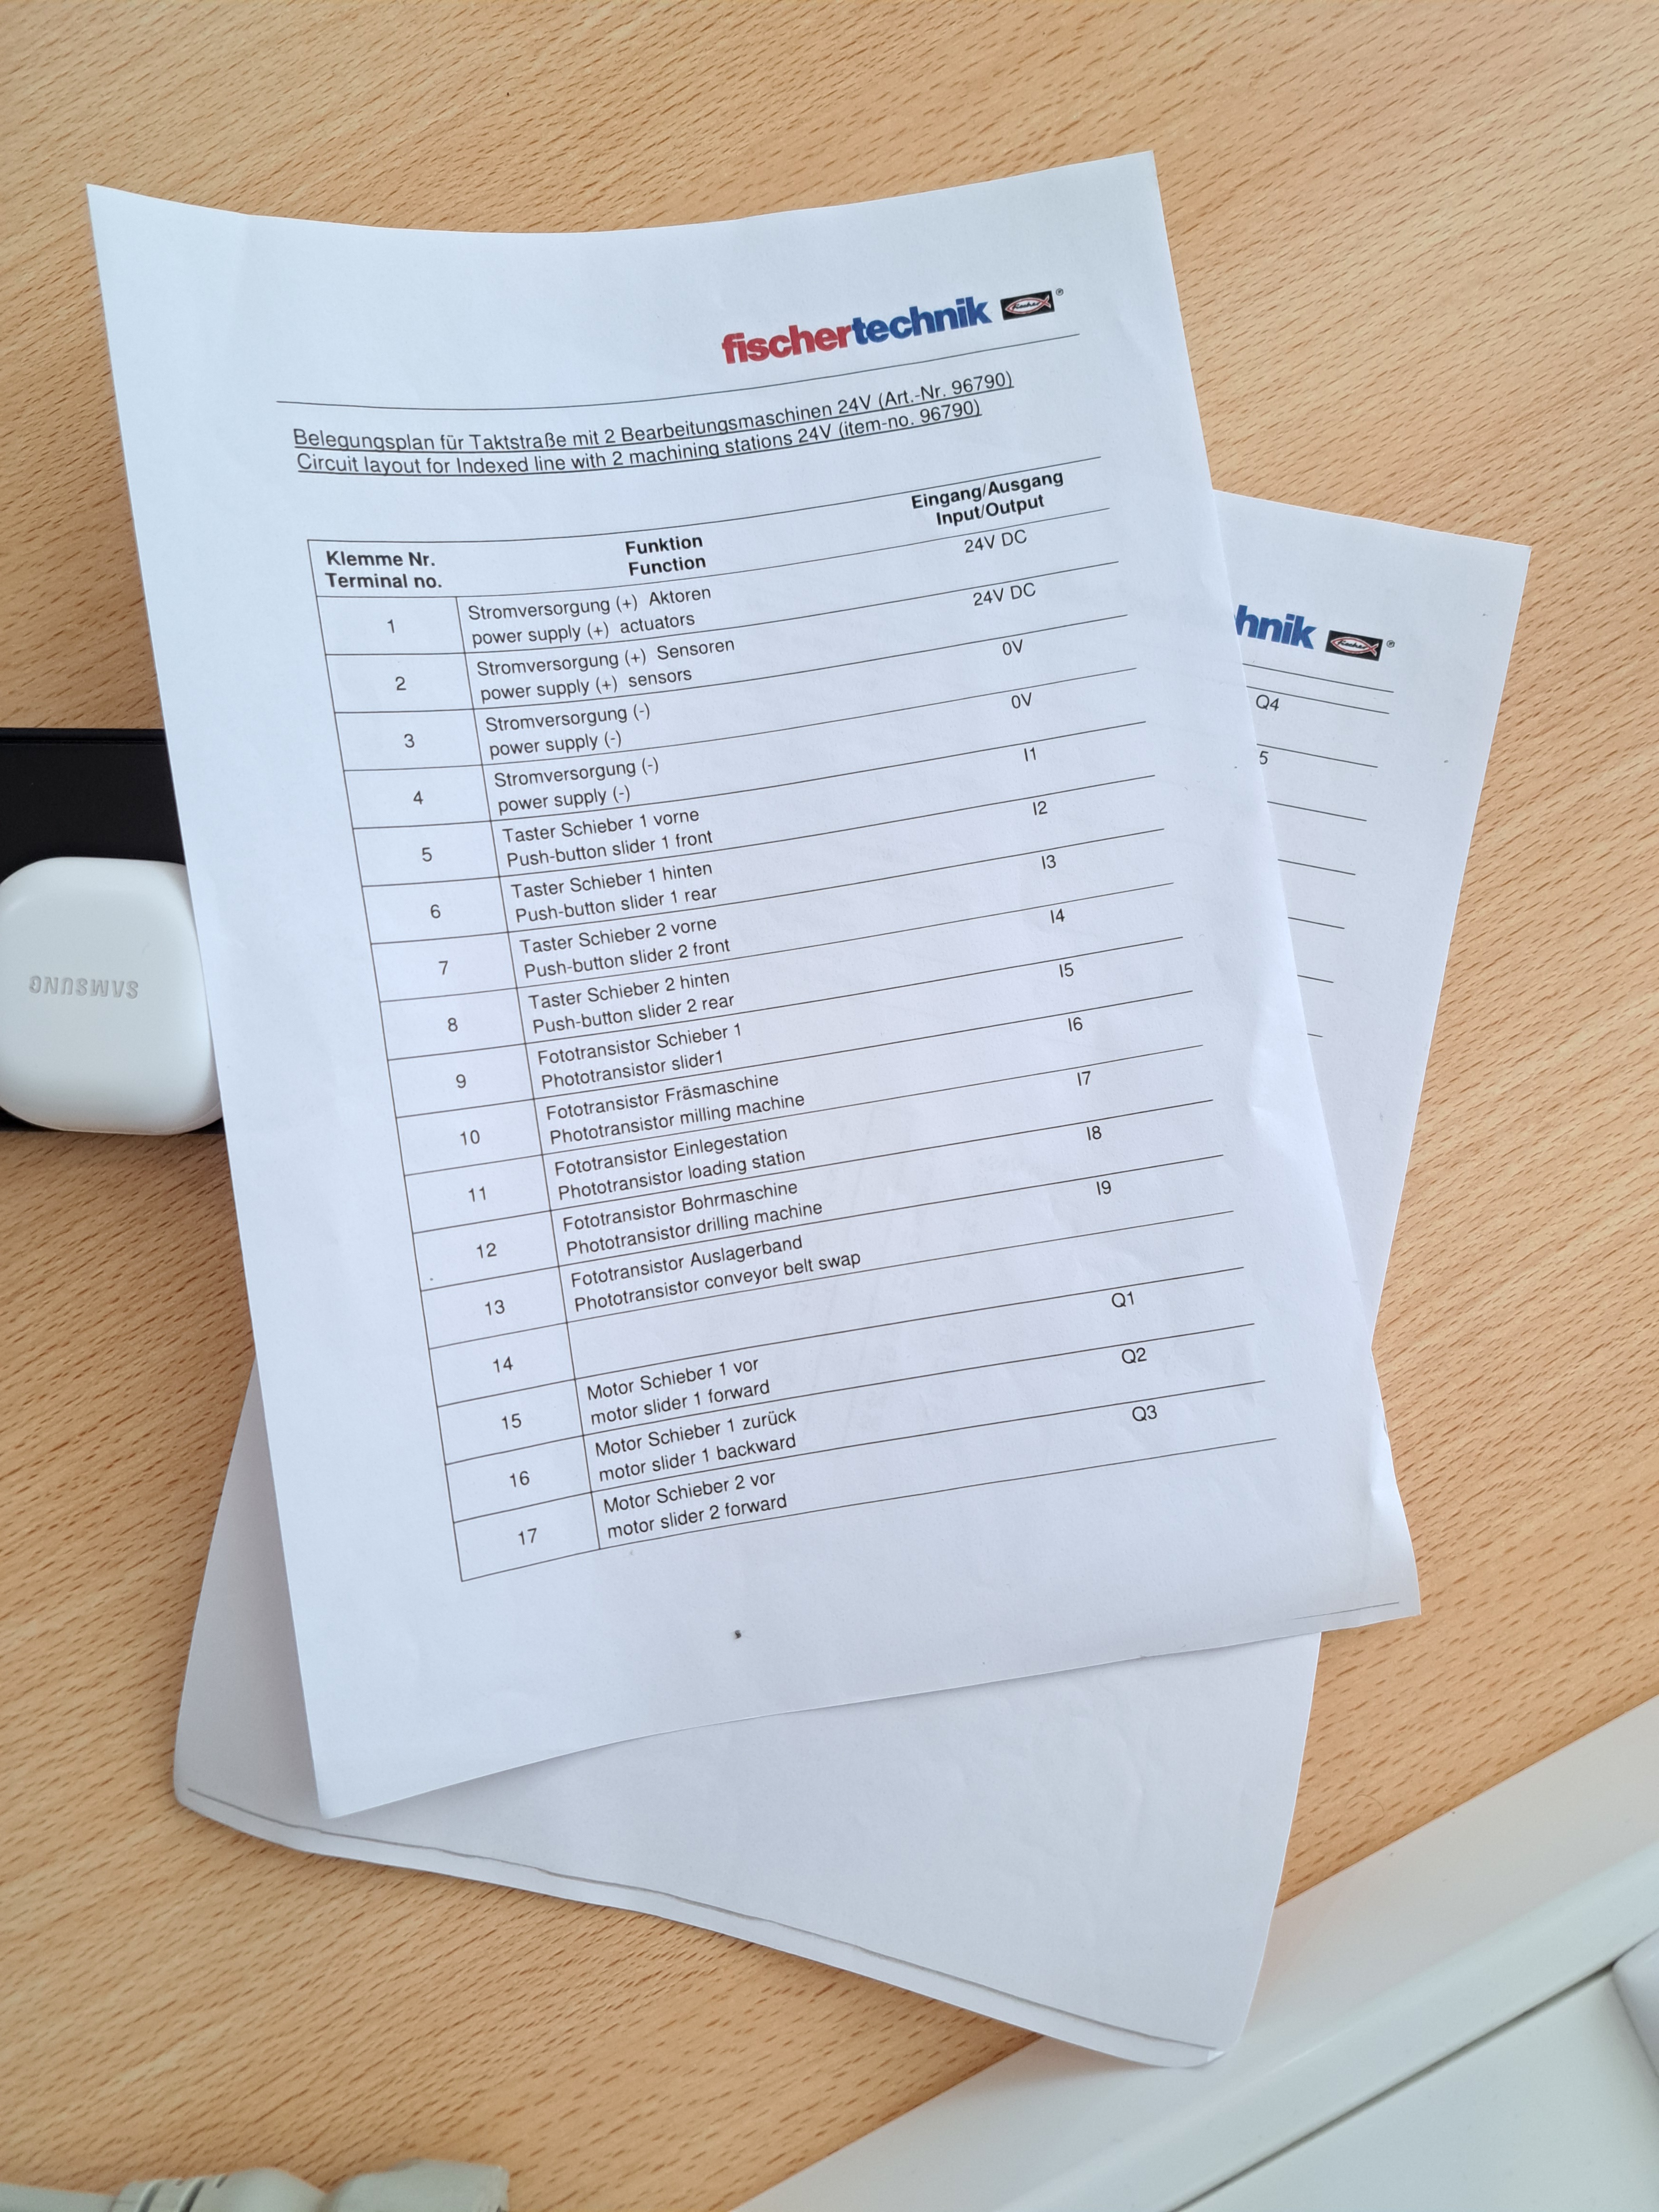 fischertechnik fischer ®
Belegungsplan für Taktstraße mit 2 Bearbeitungsmaschinen 24V (Art.-Nr. 96790)
Circuit layout for Indexed line with 2 machining stations 24V (item-no. 96790)
Klemme Nr. Funktion Eingang/Ausgang
Terminal no. Function Input/Output
1 Stromversorgung (+) Aktoren 24V DC
power supply (+) actuators
2 Stromversorgung (+) Sensoren 24V DC
power supply (+) sensors
3 Stromversorgung (-) 0V
power supply (-)
4 Stromversorgung (-) 0V
power supply (-)
5 Taster Schieber 1 vorne I1
Push-button slider 1 front
6 Taster Schieber 1 hinten I2
Push-button slider 1 rear
7 Taster Schieber 2 vorne I3
Push-button slider 2 front
8 Taster Schieber 2 hinten I4
Push-button slider 2 rear
9 Fototransistor Schieber 1 I5
Phototransistor slider1
10 Fototransistor Fräsmaschine I6
Phototransistor milling machine
11 Fototransistor Einlegestation I7
Phototransistor loading station
12 Fototransistor Bohrmaschine I8
Phototransistor drilling machine
13 Fototransistor Auslagerband I9
Phototransistor conveyor belt swap
14
15 Motor Schieber 1 vor Q1
motor slider 1 forward
16 Motor Schieber 1 zurück Q2
motor slider 1 backward
17 Motor Schieber 2 vor Q3
motor slider 2 forward
hnik fischer ®
Q4
5
SAMSUNG